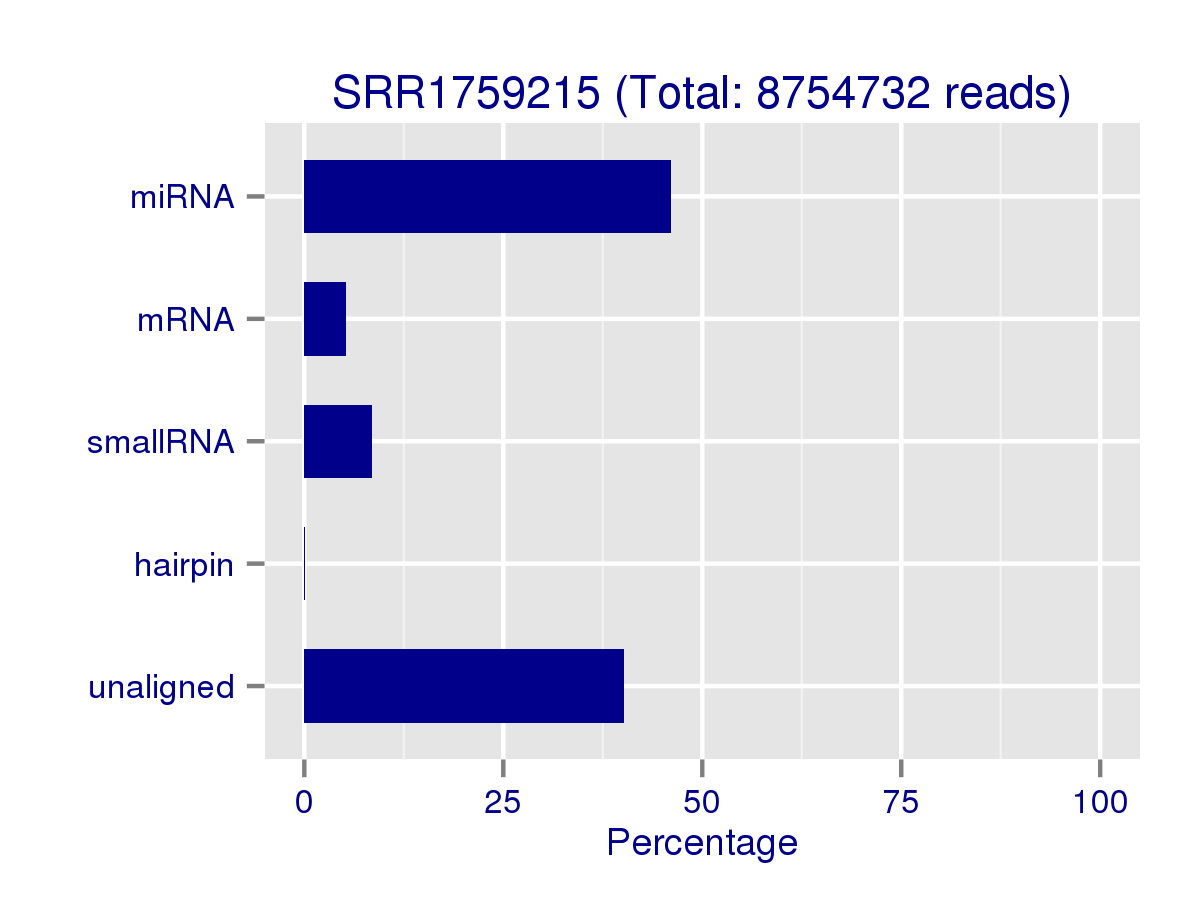 SRR1759215 (Total: 8754732 reads)
miRNA
mRNA
smallRNA
hairpin
unaligned
0 25 50 75 100
Percentage